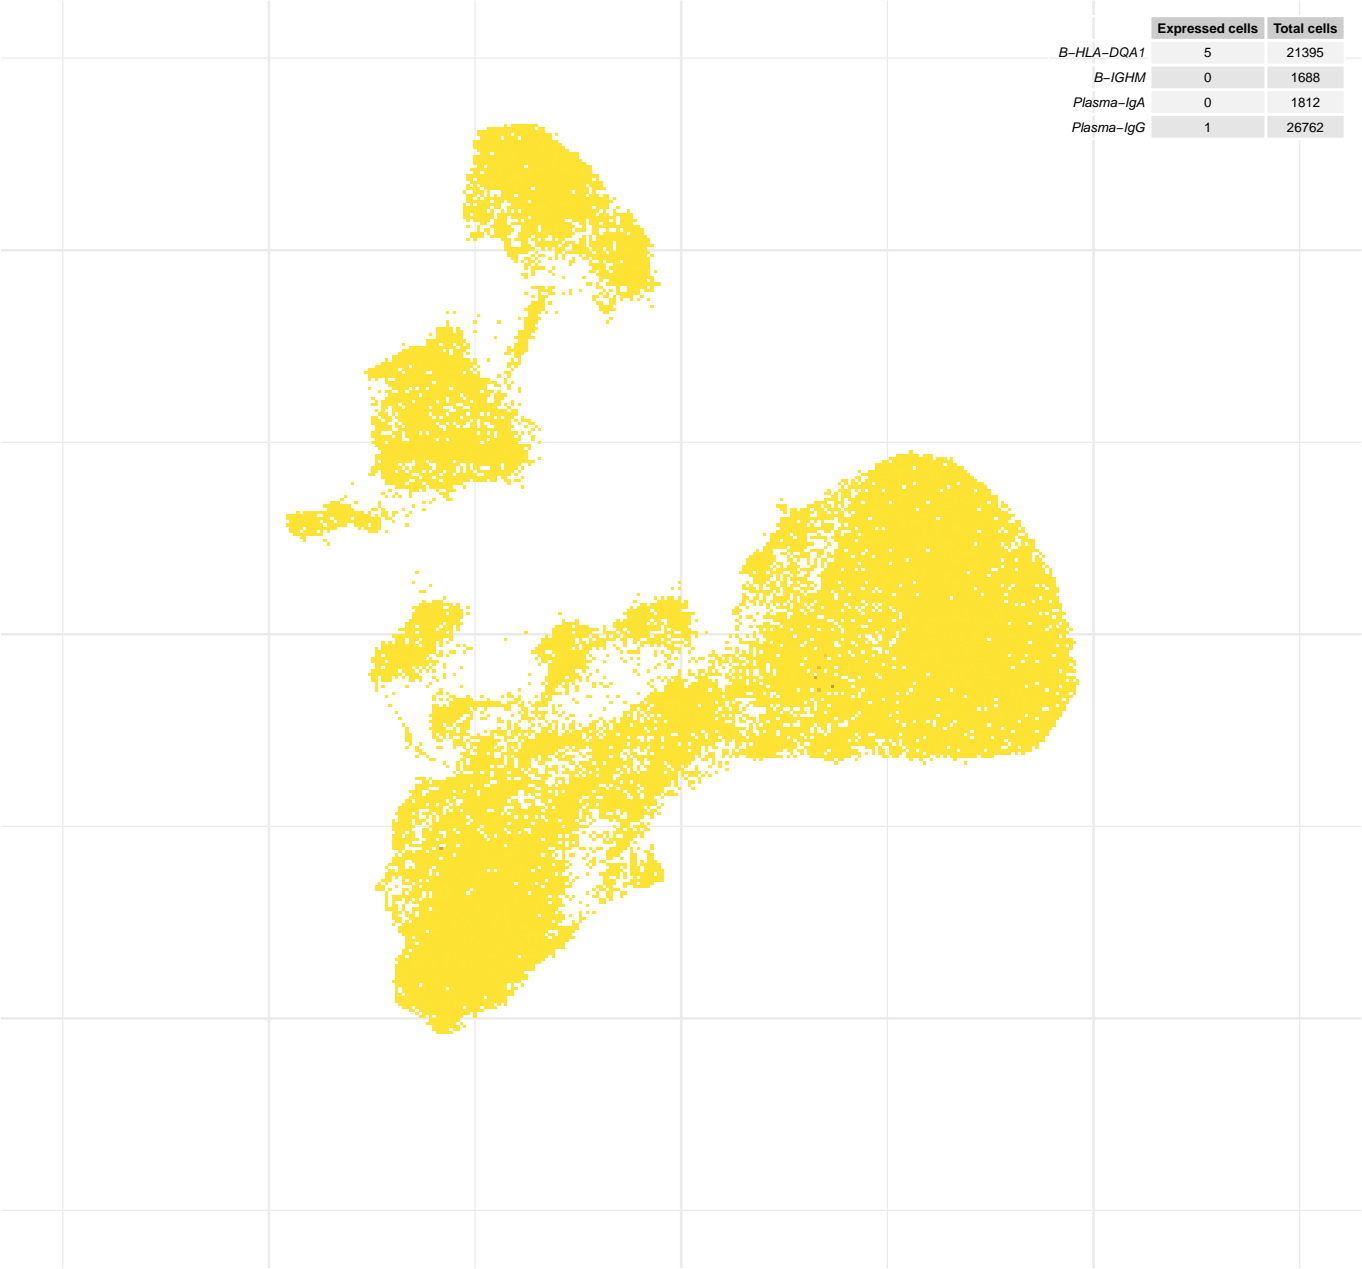 Expressed cells Total cells
B−HLA−DQA1 5 21395
B−IGHM 0 1688
Plasma−IgA 0 1812
Plasma−IgG 1 26762